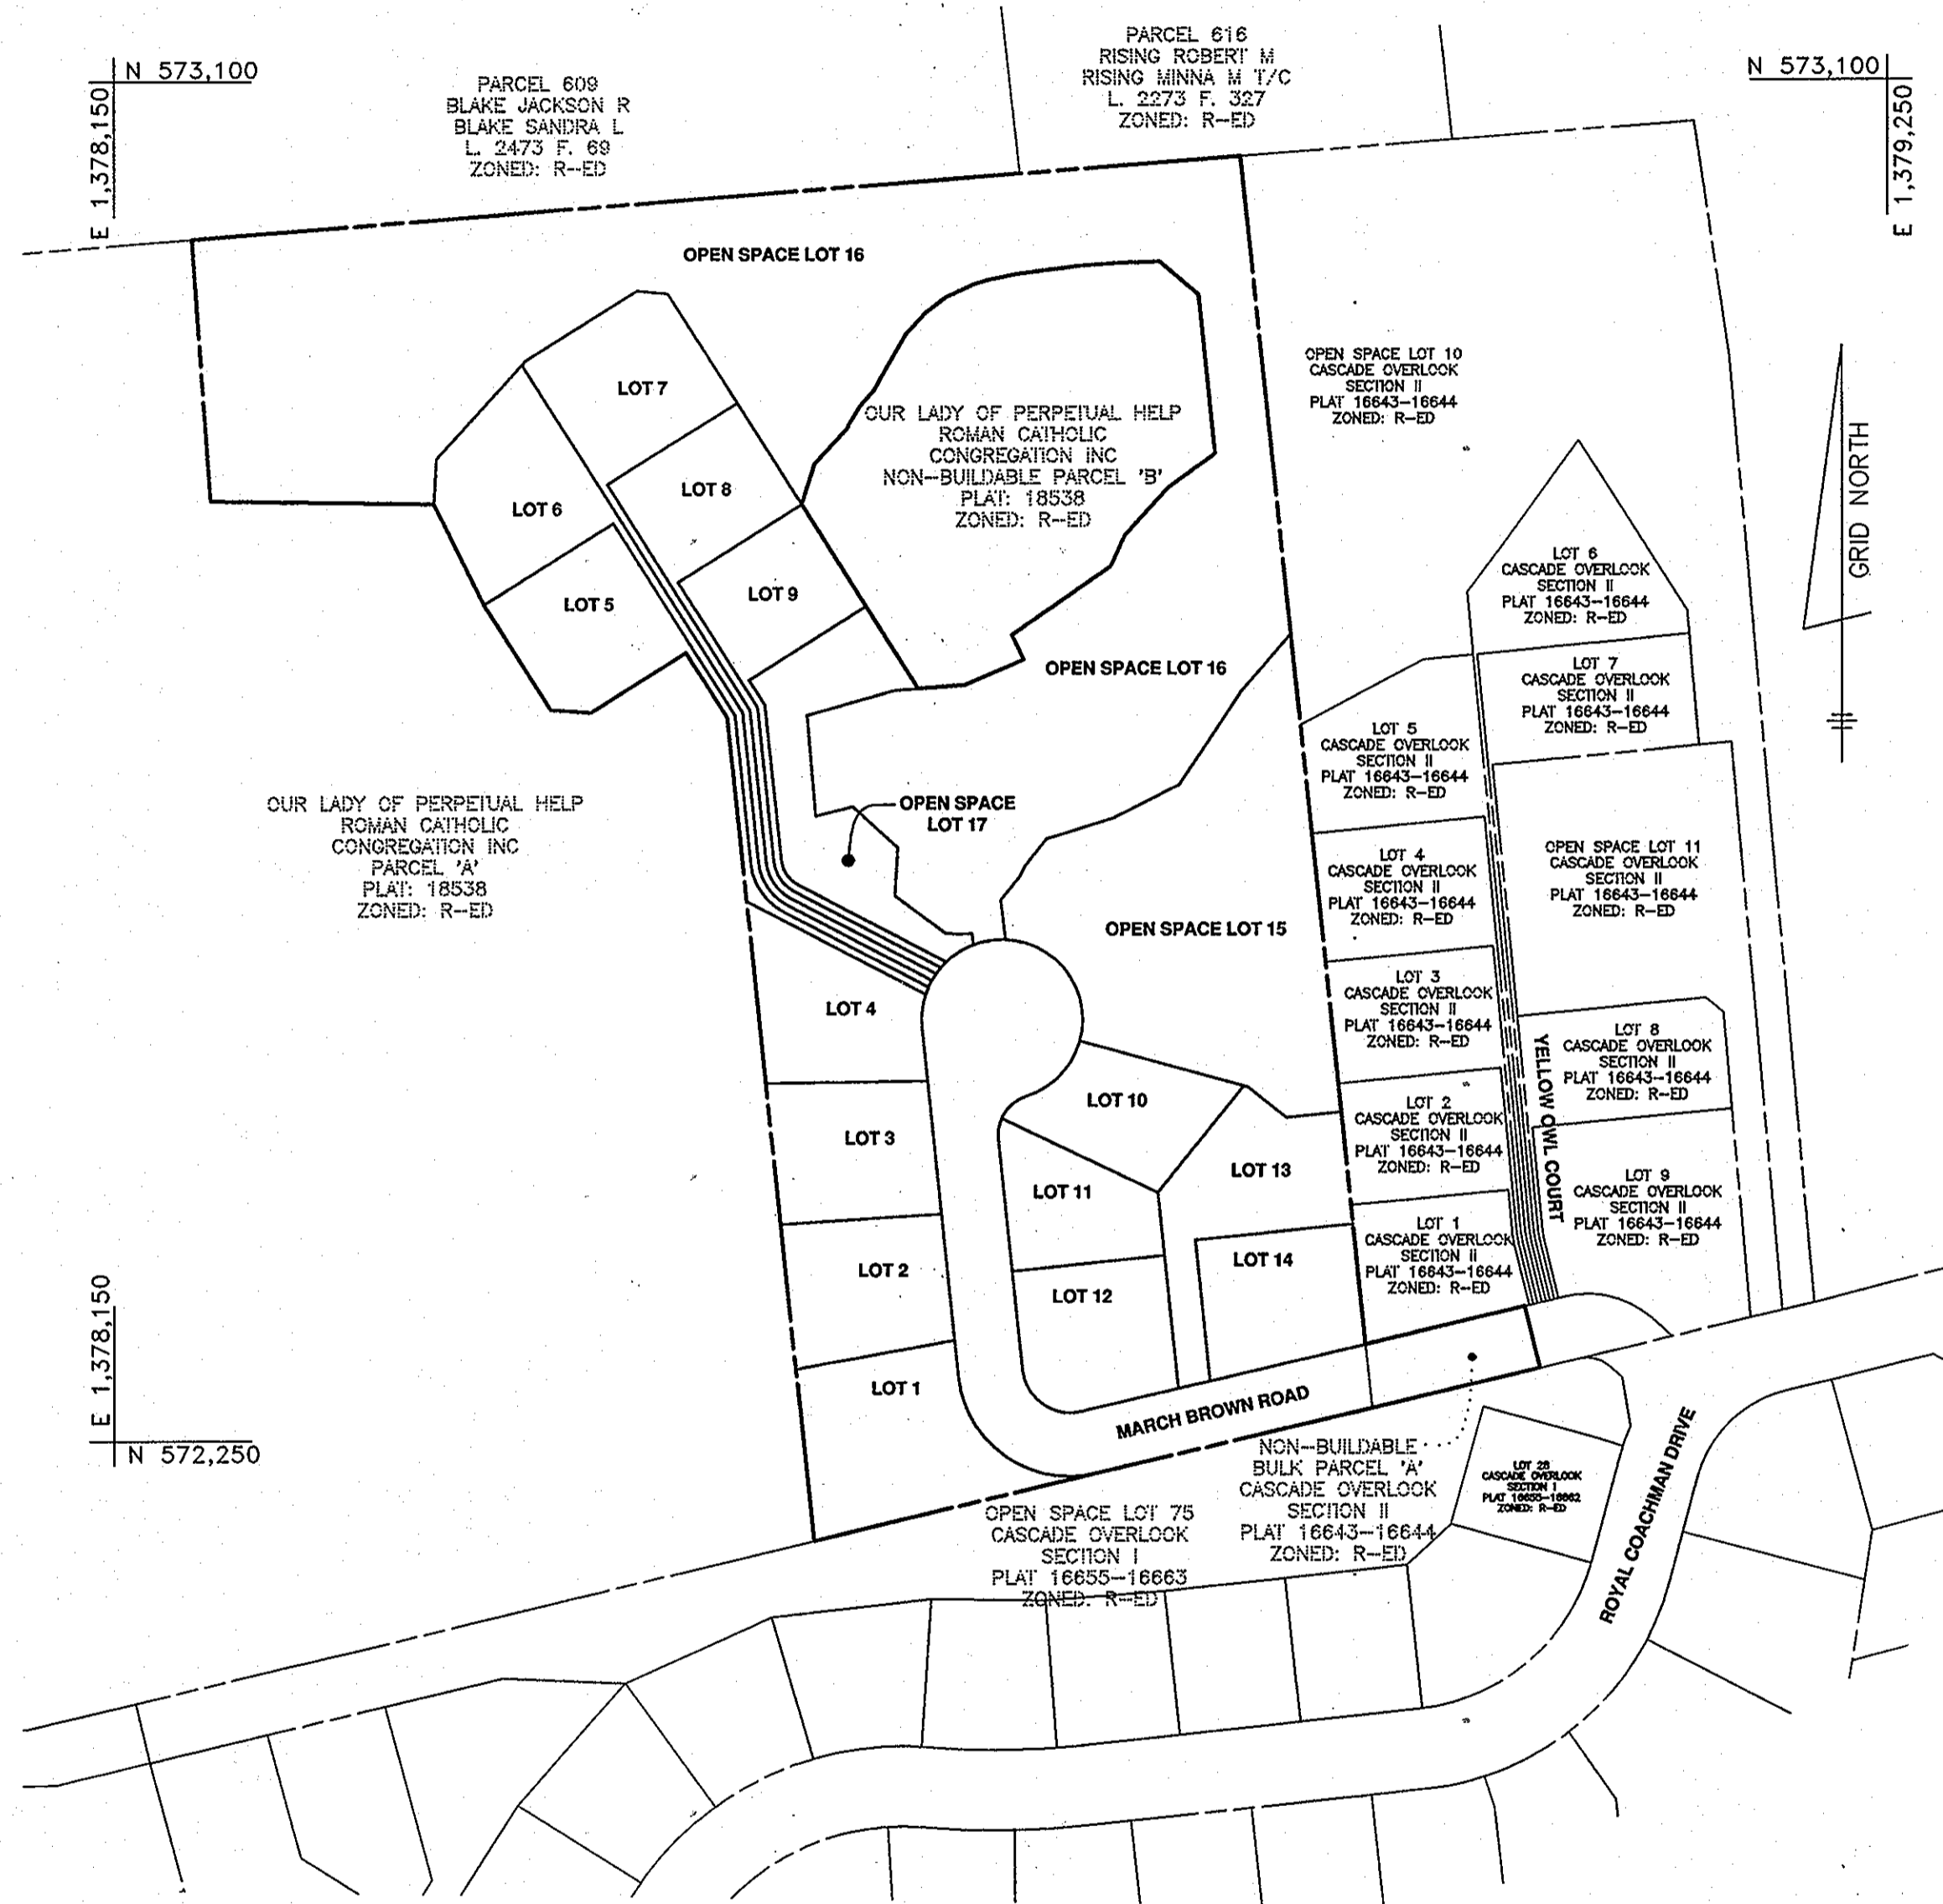 N 573,100
E 1,378,150
PARCEL 609
BLAKE JACKSON R
BLAKE SANDRA L
L. 2473 F. 69
ZONED: R--ED
PARCEL 616
RISING ROBERT M
RISING MINNA M T/C
L. 2273 F. 327
ZONED: R--ED
N 573,100
E 1,379,250
OPEN SPACE LOT 16
LOT 7
LOT 8
LOT 6
LOT 5
LOT 9
OUR LADY OF PERPETUAL HELP
ROMAN CATHOLIC
CONGREGATION INC
NON--BUILDABLE PARCEL 'B'
PLAT: 18538
ZONED: R--ED
OPEN SPACE LOT 10
CASCADE OVERLOOK
SECTION II
PLAT 16643-16644
ZONED: R-ED
GRID NORTH
LOT 6
CASCADE OVERLOOK
SECTION II
PLAT 16643-16644
ZONED: R-ED
OPEN SPACE LOT 16
LOT 7
CASCADE OVERLOOK
SECTION II
PLAT 16643-16644
ZONED: R-ED
LOT 5
CASCADE OVERLOOK
SECTION II
PLAT 16643-16644
ZONED: R-ED
OUR LADY OF PERPETUAL HELP
ROMAN CATHOLIC
CONGREGATION INC
PARCEL 'A'
PLAT: 18538
ZONED: R--ED
OPEN SPACE
LOT 17
LOT 4
CASCADE OVERLOOK
SECTION II
PLAT 16643-16644
ZONED: R-ED
OPEN SPACE LOT 11
CASCADE OVERLOOK
SECTION II
PLAT 16643-16644
ZONED: R-ED
OPEN SPACE LOT 15
LOT 3
CASCADE OVERLOOK
SECTION II
PLAT 16643-16644
ZONED: R-ED
LOT 4
LOT 8
CASCADE OVERLOOK
SECTION II
PLAT 16643-16644
ZONED: R-ED
YELLOW OWL COURT
LOT 10
LOT 2
CASCADE OVERLOOK
SECTION II
PLAT 16643-16644
ZONED: R-ED
LOT 3
LOT 13
LOT 11
LOT 9
CASCADE OVERLOOK
SECTION II
PLAT 16643-16644
ZONED: R-ED
LOT 1
CASCADE OVERLOOK
SECTION II
PLAT 16643-16644
ZONED: R-ED
LOT 2
LOT 14
LOT 12
LOT 1
MARCH BROWN ROAD
E 1,378,150
N 572,250
NON--BUILDABLE
BULK PARCEL 'A'
CASCADE OVERLOOK
SECTION II
PLAT 16643-16644
ZONED: R--ED
LOT 28
CASCADE OVERLOOK
SECTION I
PLAT 16655-16662
ZONED: R-ED
ROYAL COACHMAN DRIVE
OPEN SPACE LOT 75
CASCADE OVERLOOK
SECTION I
PLAT 16655-16663
ZONED: R--ED